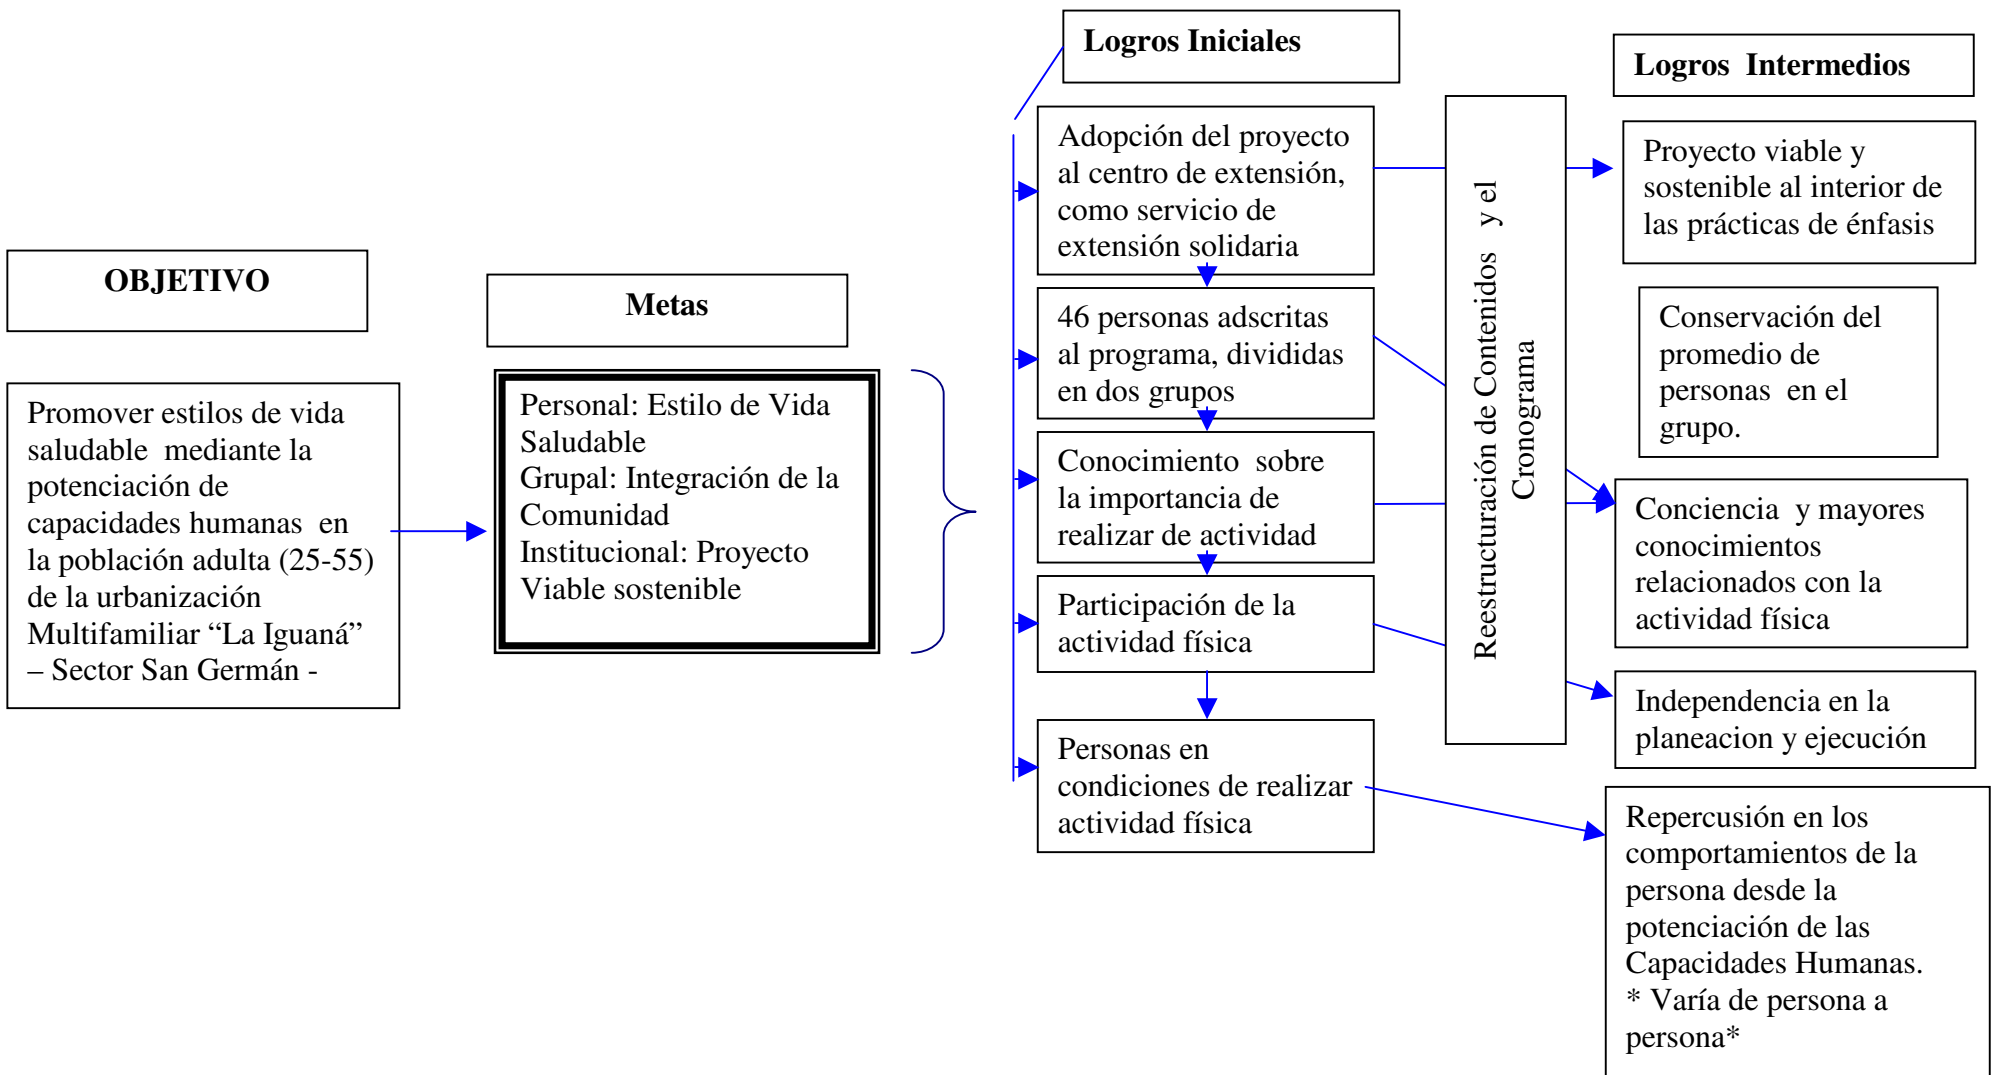 OBJETIVO
Promover estilos de vida
saludable mediante la
potenciación de
capacidades humanas en
la población adulta (25-55)
de la urbanización
Multifamiliar “La Iguaná”
– Sector San Germán -
Metas
Personal: Estilo de Vida
Saludable
Grupal: Integración de la
Comunidad
Institucional: Proyecto
Viable sostenible
Logros Iniciales
Adopción del proyecto
al centro de extensión,
como servicio de
extensión solidaria
46 personas adscritas
al programa, divididas
en dos grupos
Conocimiento sobre
la importancia de
realizar de actividad
Participación de la
actividad física
Personas en
condiciones de realizar
actividad física
Reestructuración de Contenidos y el
Cronograma
Logros Intermedios
Proyecto viable y
sostenible al interior de
las prácticas de énfasis
Conservación del
promedio de
personas en el
grupo.
Conciencia y mayores
conocimientos
relacionados con la
actividad física
Independencia en la
planeacion y ejecución
Repercusión en los
comportamientos de la
persona desde la
potenciación de las
Capacidades Humanas.
* Varía de persona a
persona*